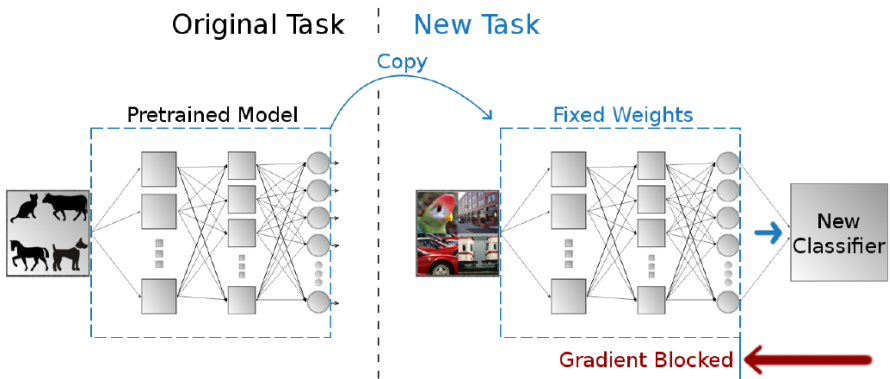 Original Task
New Task
Copy
Pretrained Model
Fixed Weights
New
Classifier
Gradient Blocked